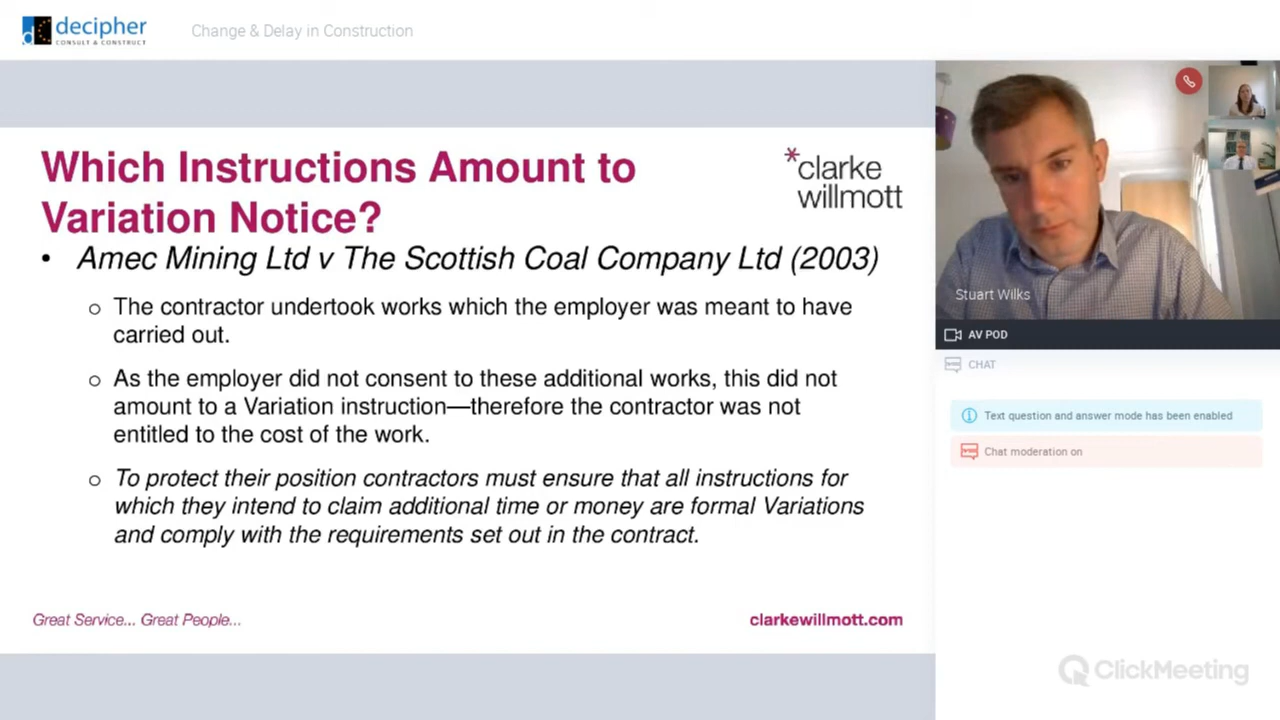 decipher
CONSULT & CONSTRUCT
Change & Delay in Construction
Which Instructions Amount to
Variation Notice?
*clarke
willmott
• Amec Mining Ltd v The Scottish Coal Company Ltd (2003)
o The contractor undertook works which the employer was meant to have
carried out.
o As the employer did not consent to these additional works, this did not
amount to a Variation instruction—therefore the contractor was not
entitled to the cost of the work.
o To protect their position contractors must ensure that all instructions for
which they intend to claim additional time or money are formal Variations
and comply with the requirements set out in the contract.
Great Service... Great People...
clarkewillmott.com
Stuart Wilks
AV POD
CHAT
Text question and answer mode has been enabled
Chat moderation on
ClickMeeting